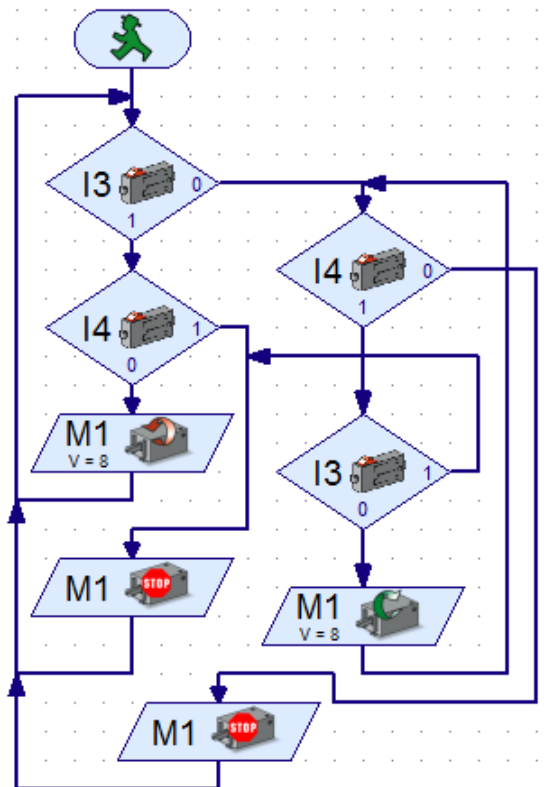 I3 0
1
I4 0
1
I4 1
0
M1
V = 8
I3 1
0
M1 STOP
M1
V = 8
M1 STOP